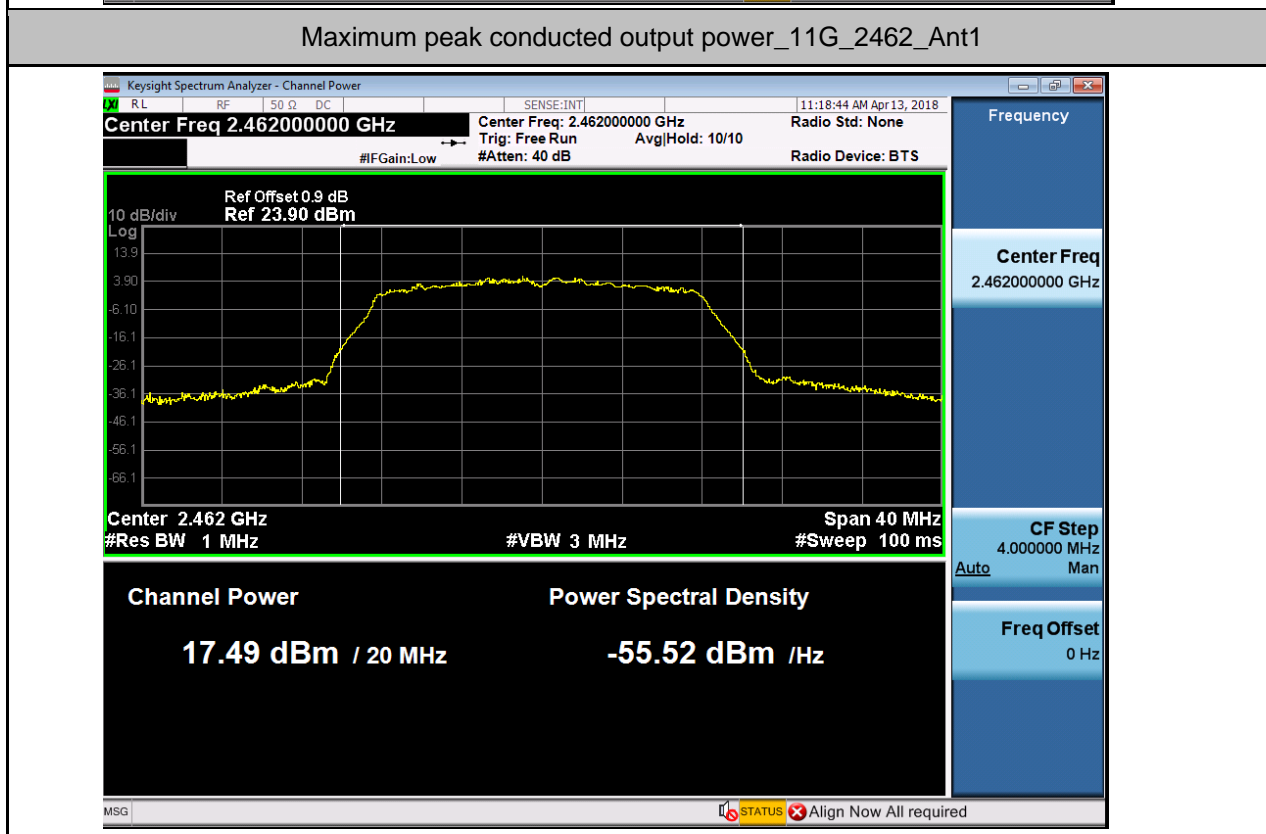 Maximum peak conducted output power_11G_2462_Ant1
Keysight Spectrum Analyzer - Channel Power
LXI RL RF 50 Ω DC SENSE:INT 11:18:44 AM Apr 13, 2018
Center Freq 2.462000000 GHz
Center Freq: 2.462000000 GHz Radio Std: None
Trig: Free Run Avg|Hold: 10/10
#IFGain:Low #Atten: 40 dB Radio Device: BTS
Ref Offset 0.9 dB
10 dB/div Ref 23.90 dBm
Log
13.9
3.90
-6.10
-16.1
-26.1
-36.1
-46.1
-56.1
-66.1
Center 2.462 GHz Span 40 MHz
#Res BW 1 MHz #VBW 3 MHz #Sweep 100 ms
Channel Power Power Spectral Density
17.49 dBm / 20 MHz -55.52 dBm /Hz
Frequency
Center Freq
2.462000000 GHz
CF Step
4.000000 MHz
Auto Man
Freq Offset
0 Hz
MSG STATUS Align Now All required